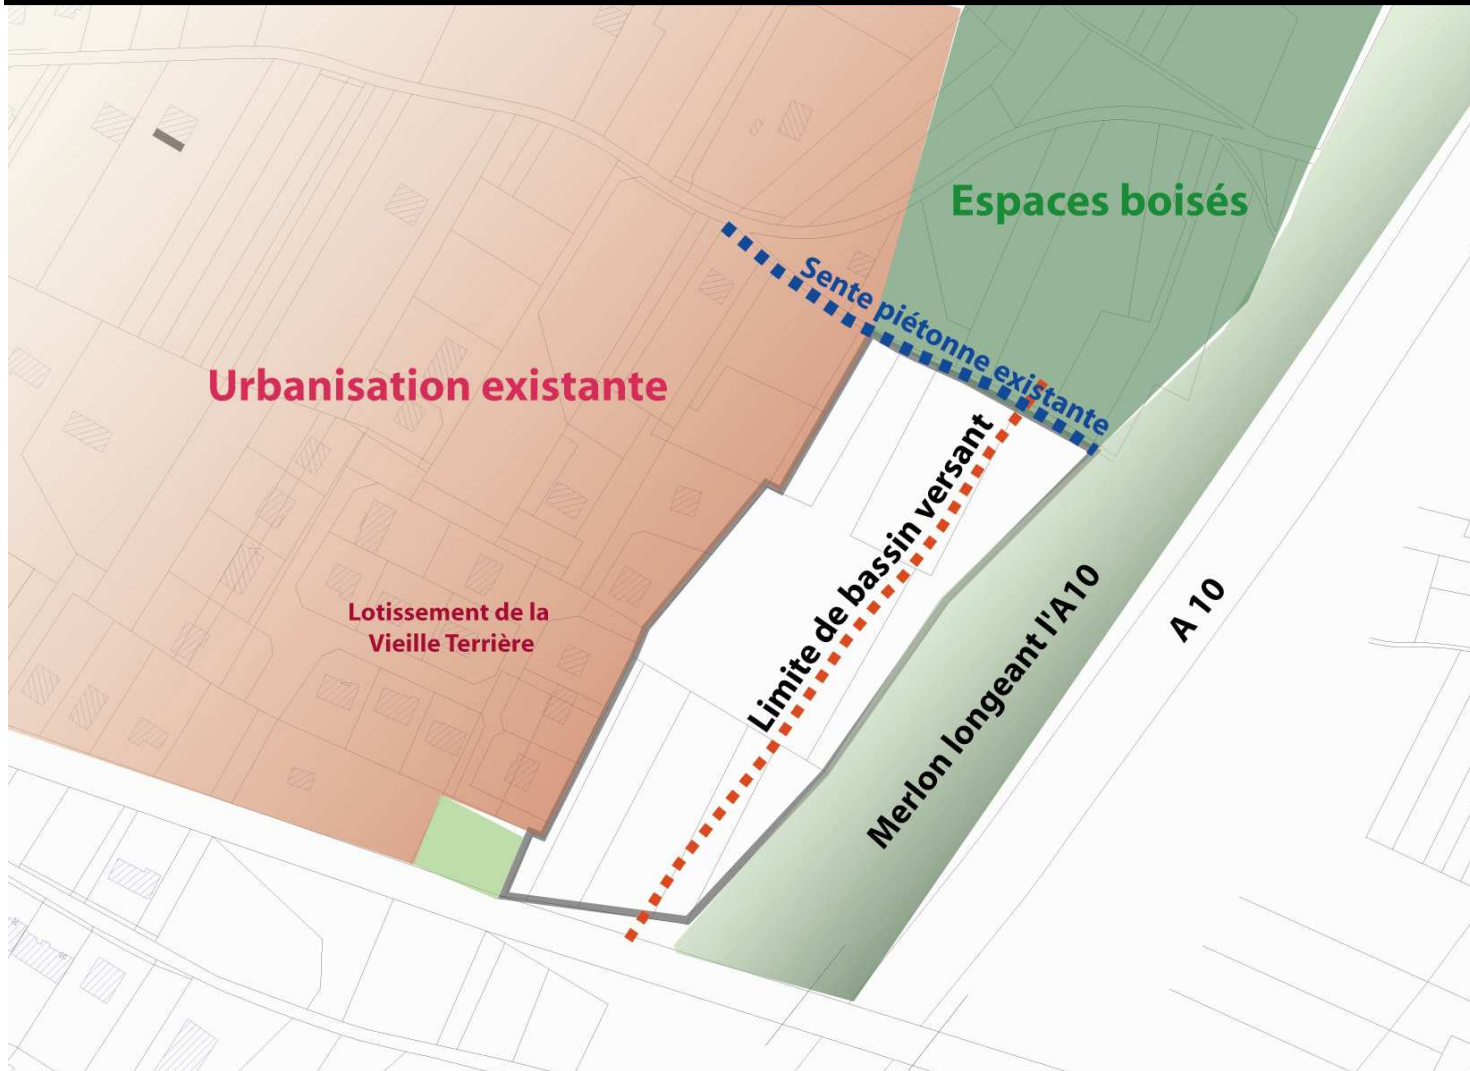 Espaces boisés
Sente piétonne existante
Urbanisation existante
Limite de bassin versant
Lotissement de la
Vieille Terrière
Merlon longeant l'A10
A 10